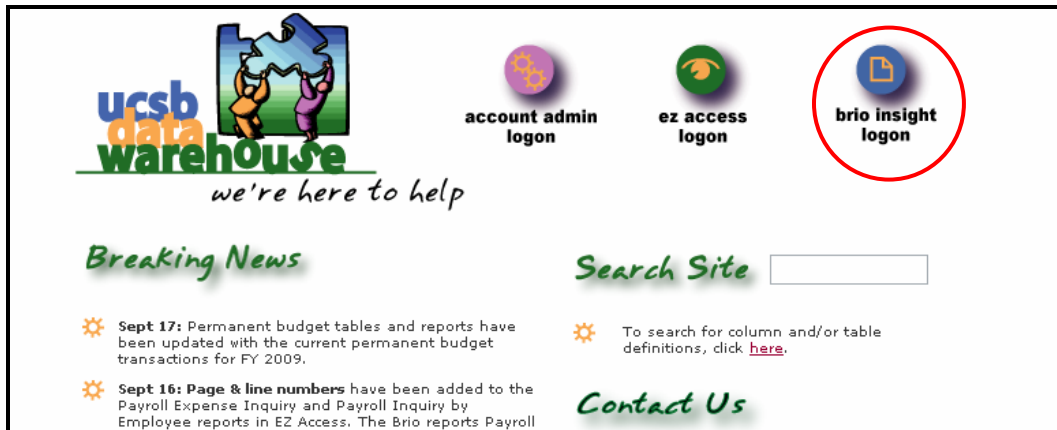 ucsb
data
warehouse
we're here to help
account admin
logon
ez access
logon
brio insight
logon
Breaking News
Sept 17: Permanent budget tables and reports have
been updated with the current permanent budget
transactions for FY 2009.
Sept 16: Page & line numbers have been added to the
Payroll Expense Inquiry and Payroll Inquiry by
Employee reports in EZ Access. The Brio reports Payroll
Search Site
To search for column and/or table
definitions, click here.
Contact Us